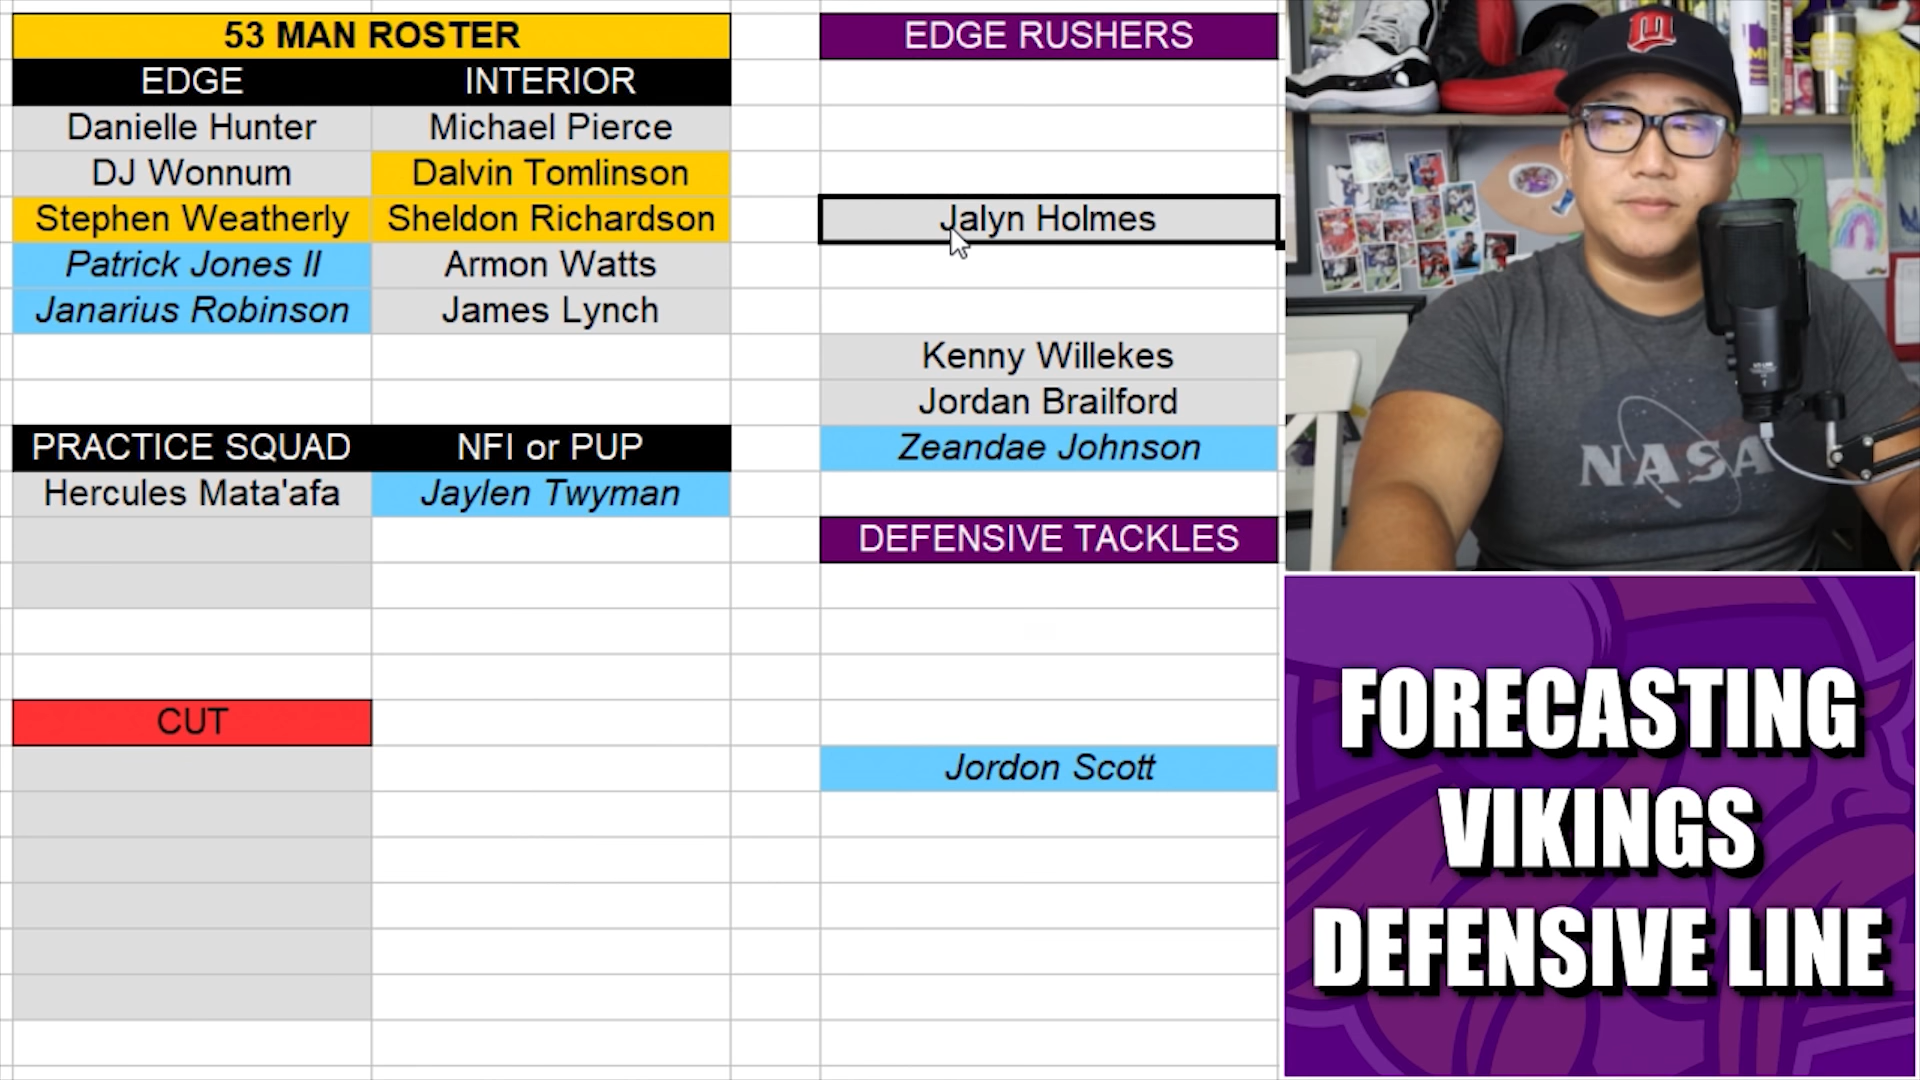 53 MAN ROSTER
EDGE INTERIOR
Danielle Hunter Michael Pierce
DJ Wonnum Dalvin Tomlinson
Stephen Weatherly Sheldon Richardson
Patrick Jones II Armon Watts
Janarius Robinson James Lynch
PRACTICE SQUAD NFI or PUP
Hercules Mata'afa Jaylen Twyman
CUT
EDGE RUSHERS
Jalyn Holmes
Kenny Willekes
Jordan Brailford
Zeandae Johnson
DEFENSIVE TACKLES
Jordon Scott
NASA
FORECASTING
VIKINGS
DEFENSIVE LINE